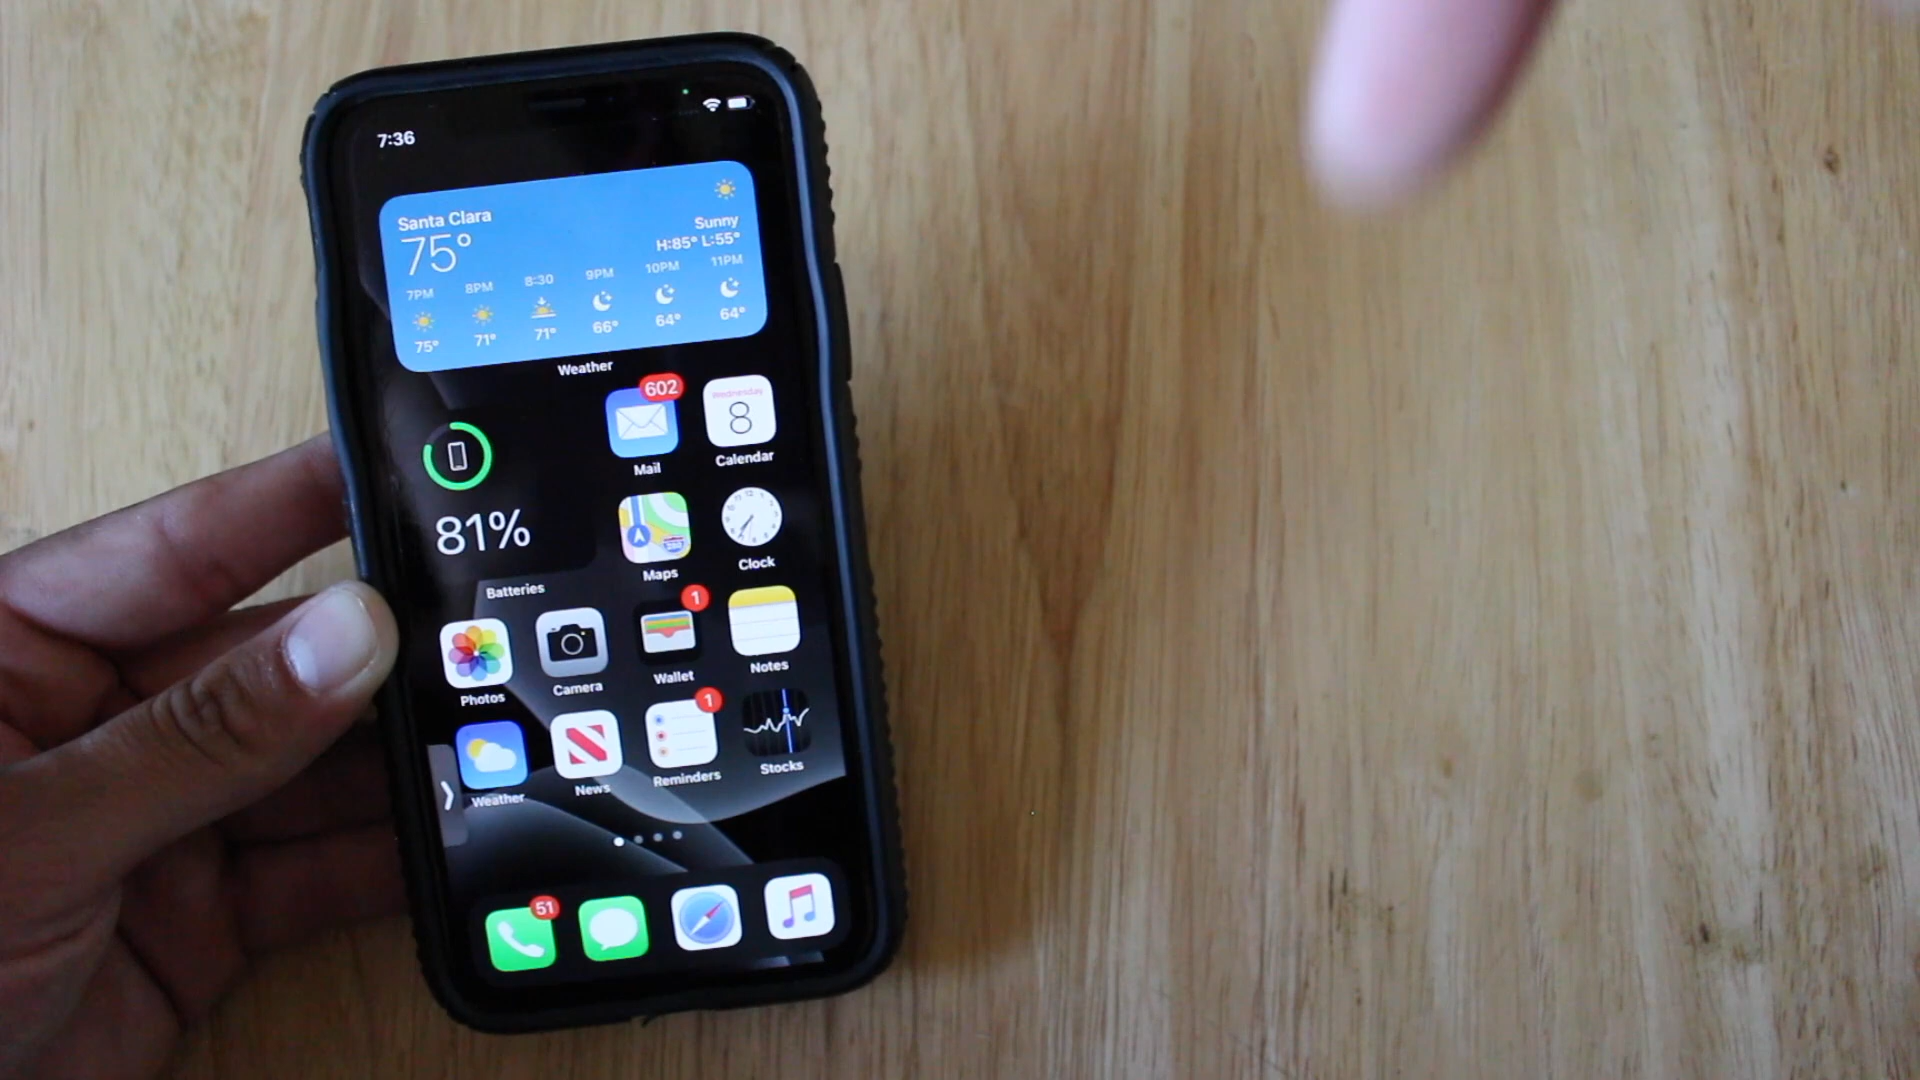 7:36
Santa Clara
75°
Sunny
H:85° L:55°
7PM 8PM 8:30 9PM 10PM 11PM
75° 71° 71° 66° 64° 64°
Weather
602
Wednesday
8
Mail Calendar
81%
Maps Clock
Batteries
1
Photos Camera Wallet Notes
1
Weather News Reminders Stocks
51